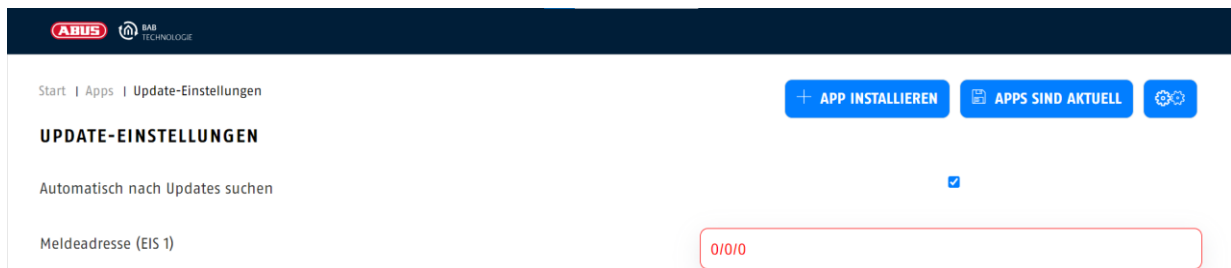 ABUS BAB
TECHNOLOGIE
Start | Apps | Update-Einstellungen
+ APP INSTALLIEREN APPS SIND AKTUELL
UPDATE-EINSTELLUNGEN
Automatisch nach Updates suchen
Meldeadresse (EIS 1) 0/0/0